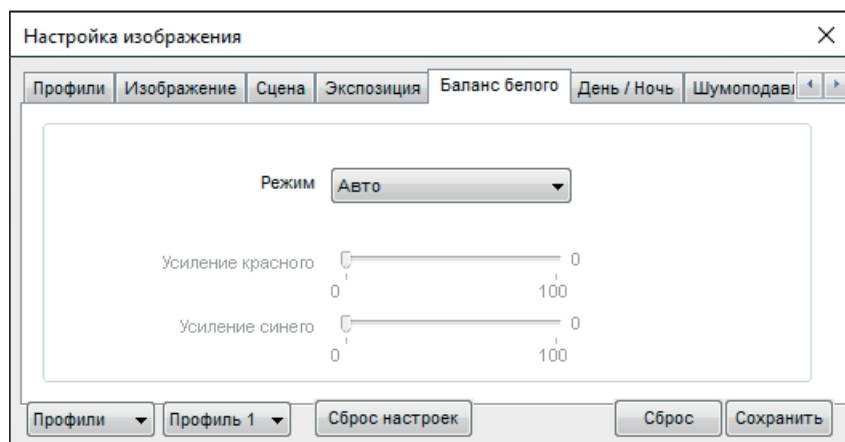 Настройка изображения
Профили Изображение Сцена Экспозиция Баланс белого День / Ночь Шумоподавл
Режим Авто
Усиление красного 0
0 100
Усиление синего 0
0 100
Профили Профиль 1 Сброс настроек Сброс Сохранить